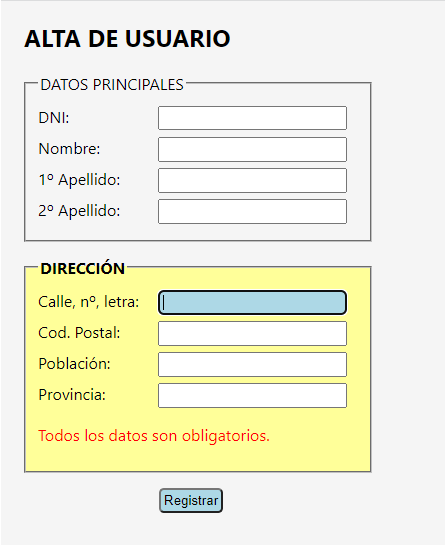 ALTA DE USUARIO
DATOS PRINCIPALES
DNI:
Nombre:
1º Apellido:
2º Apellido:
DIRECCIÓN
Calle, nº, letra:
Cod. Postal:
Población:
Provincia:
Todos los datos son obligatorios.
Registrar